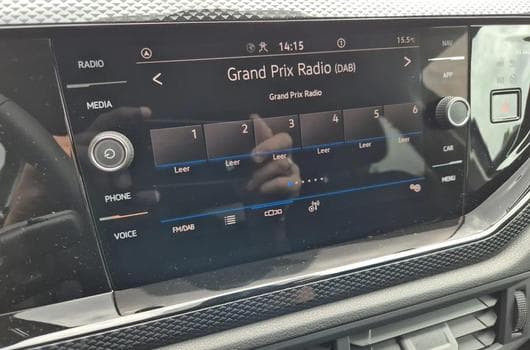 14:15
15.5°C
RADIO
NAV
Grand Prix Radio (DAB)
APP
Grand Prix Radio
MEDIA
1 2 3 4 5 6
Leer Leer Leer Leer Leer Leer
CAR
PHONE
MENU
VOICE
FM/DAB